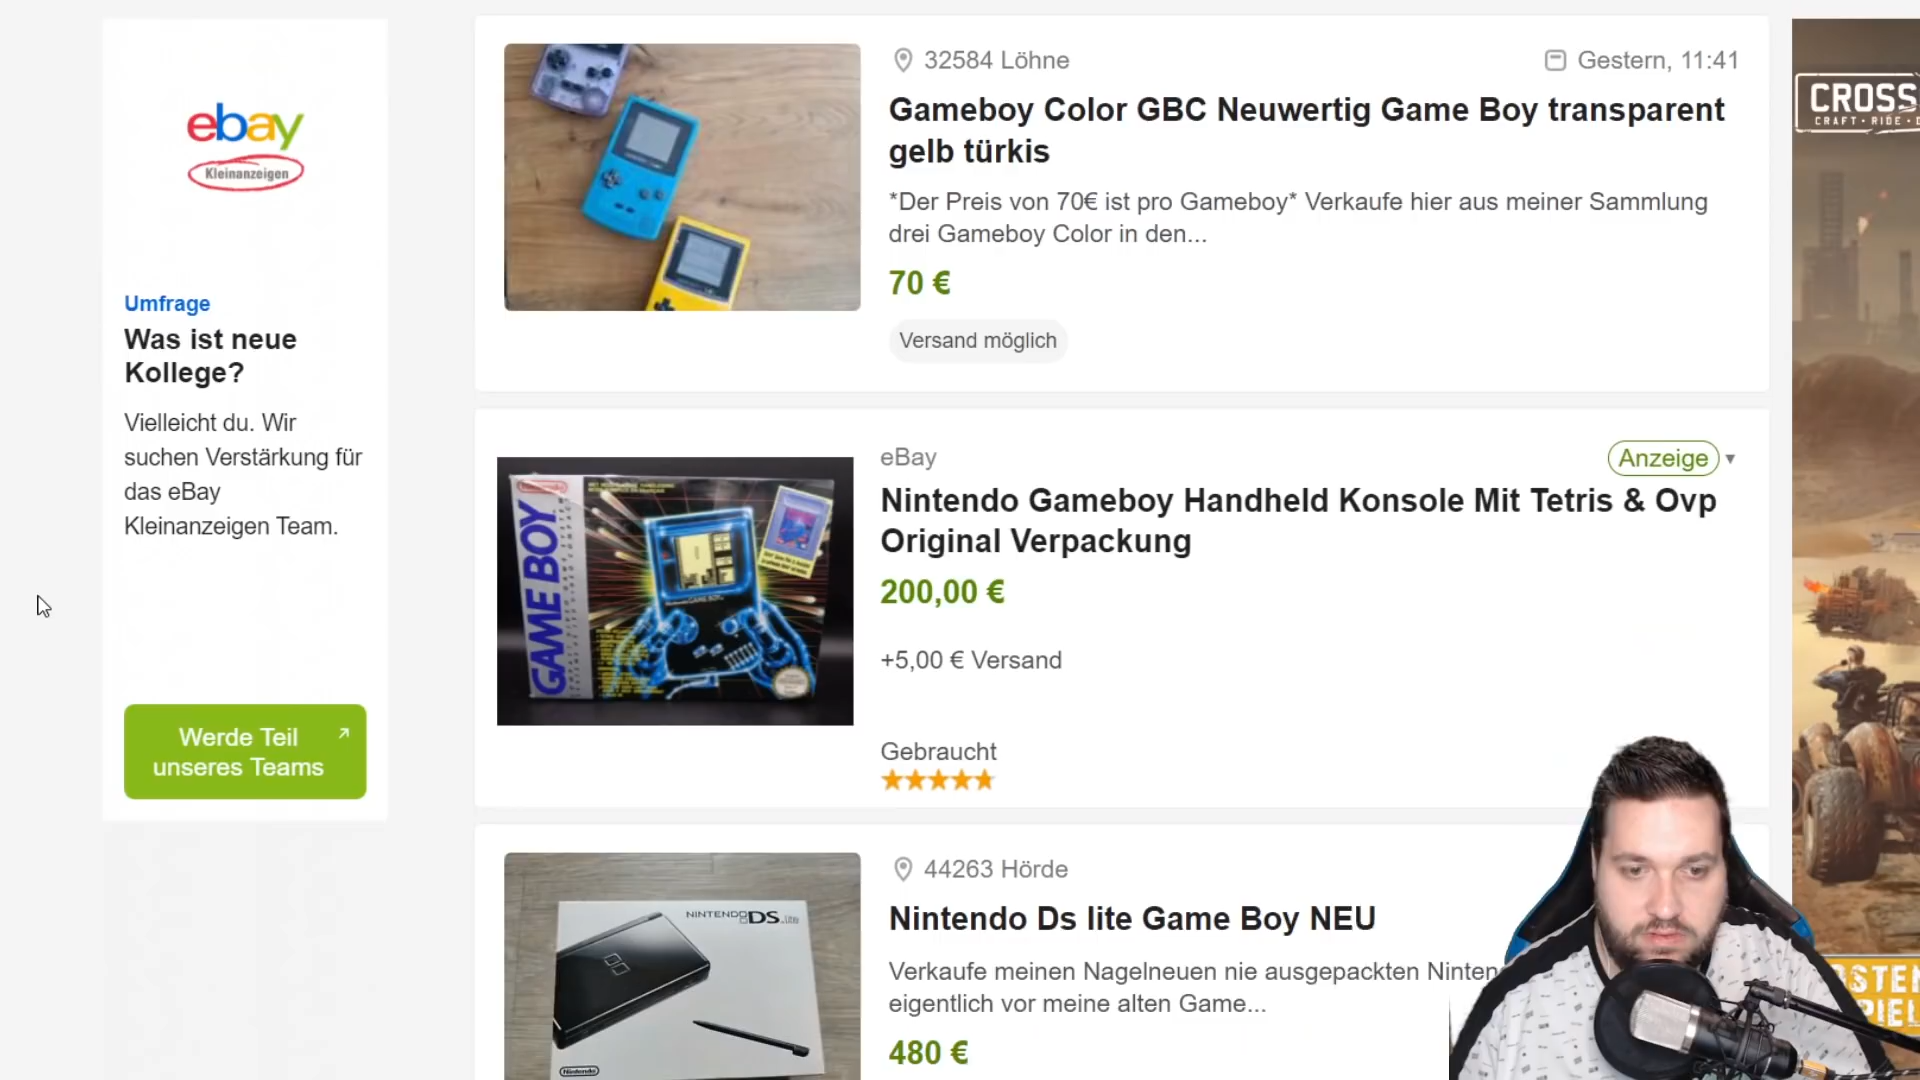 ebay
Kleinanzeigen
Umfrage
Was ist neue
Kollege?
Vielleicht du. Wir
suchen Verstärkung für
das eBay
Kleinanzeigen Team.
Werde Teil
unseres Teams
32584 Löhne
Gestern, 11:41
Gameboy Color GBC Neuwertig Game Boy transparent
gelb türkis
*Der Preis von 70€ ist pro Gameboy* Verkaufe hier aus meiner Sammlung
drei Gameboy Color in den...
70 €
Versand möglich
GAME BOY
eBay
Anzeige
Nintendo Gameboy Handheld Konsole Mit Tetris & Ovp
Original Verpackung
200,00 €
+5,00 € Versand
Gebraucht
NINTENDO DS Lite
Nintendo
44263 Hörde
Nintendo Ds lite Game Boy NEU
Verkaufe meinen Nagelneuen nie ausgepackten Ninten
eigentlich vor meine alten Game...
480 €
CROSS
CRAFT · RIDE ·